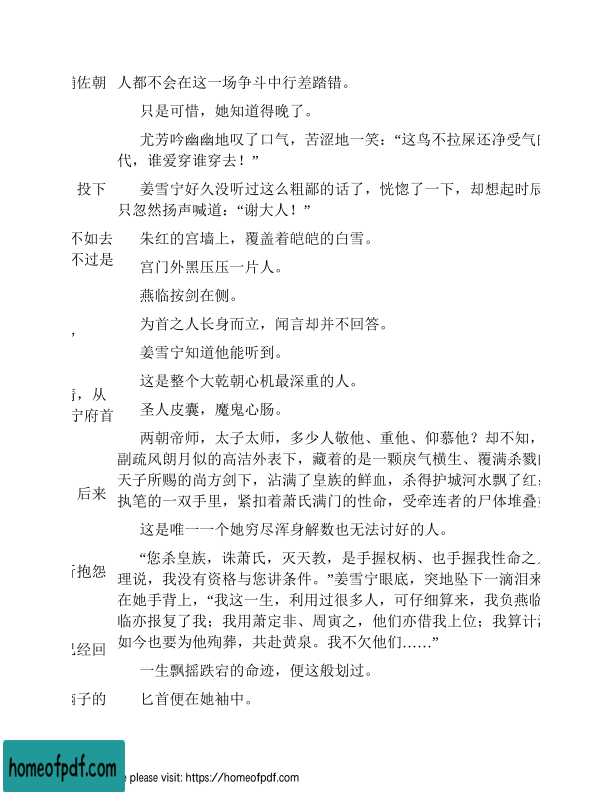 佐朝
投下
不如去
不过是
，
，从
宁府首
后来
抱怨
经回
子的
人都不会在这一场争斗中行差踏错。
只是可惜，她知道得晚了。
尤芳吟幽幽地叹了口气，苦涩地一笑：“这鸟不拉屎还净受气
代，谁爱穿谁穿去！”
姜雪宁好久没听过这么粗鄙的话了，恍惚了一下，却想起时辰
只忽然扬声喊道：“谢大人！”
朱红的宫墙上，覆盖着皑皑的白雪。
宫门外黑压压一片人。
燕临按剑在侧。
为首之人长身而立，闻言却并不回答。
姜雪宁知道他能听到。
这是整个大乾朝心机最深重的人。
圣人皮囊，魔鬼心肠。
两朝帝师，太子太师，多少人敬他、重他、仰慕他？却不知，
副疏风朗月似的高洁外表下，藏着的是一颗戾气横生、覆满杀戮
天子所赐的尚方剑下，沾满了皇族的鲜血，杀得护城河水飘了红
执笔的一双手里，紧扣着萧氏满门的性命，受牵连者的尸体堆叠
这是唯一一个她穷尽浑身解数也无法讨好的人。
“您杀皇族，诛萧氏，灭天教，是手握权柄、也手握我性命之
理说，我没有资格与您讲条件。”姜雪宁眼底，突地坠下一滴泪来
在她手背上，“我这一生，利用过很多人，可仔细算来，我负燕临
临亦报复了我；我用萧定非、周寅之，他们亦借我上位；我算计
如今也要为他殉葬，共赴黄泉。我不欠他们……”
一生飘摇跌宕的命迹，便这般划过。
匕首便在她袖中。
homeofpdf.com
please visit: https://homeofpdf.com